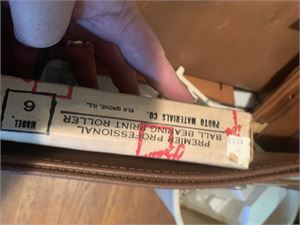 PREMIER PROFESSIONAL
BALL BEARING PRINT ROLLER
PHOTO MATERIALS CO.
ELK GROVE, ILL.
MODEL
6